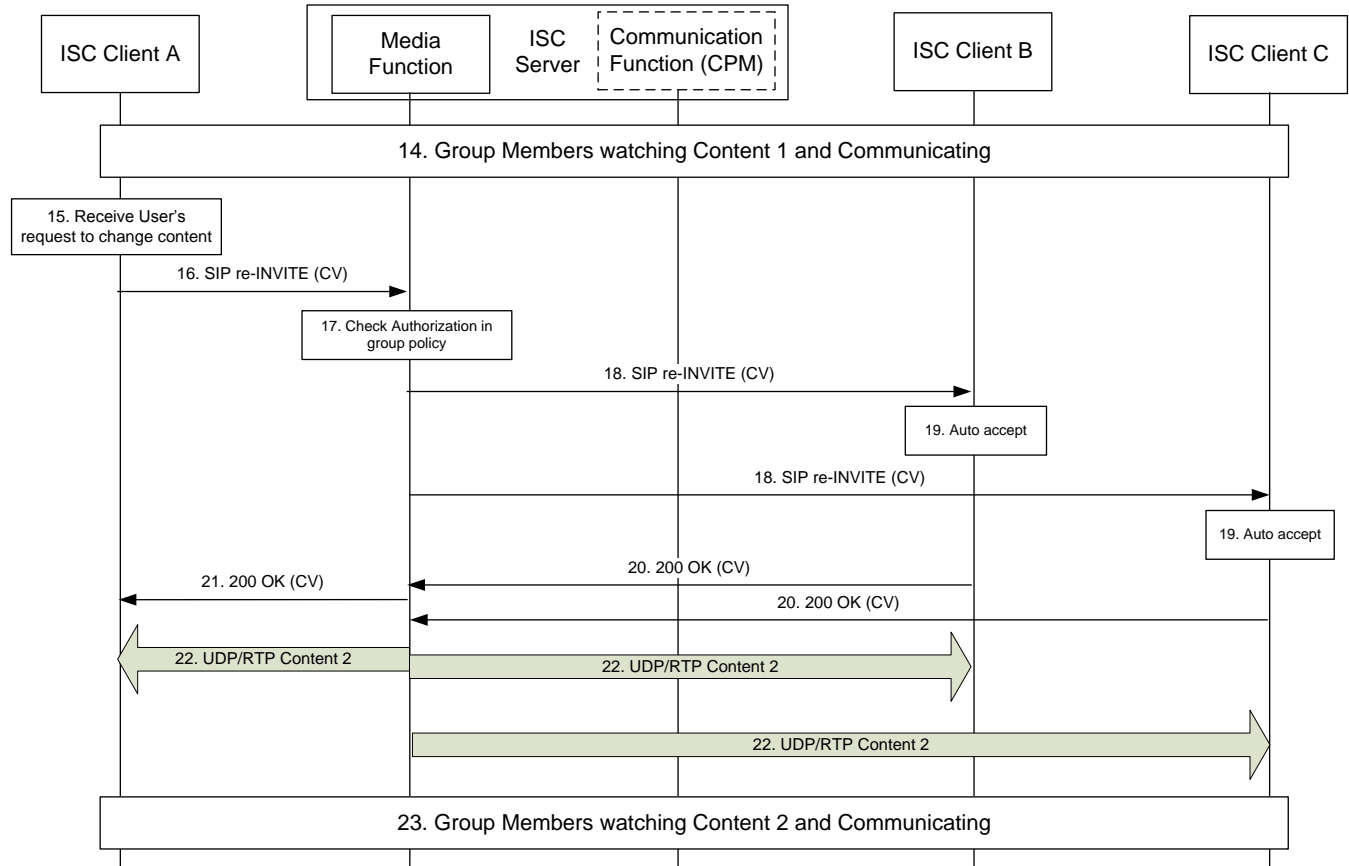 ISC Client A
Media
Function
ISC
Server
Communication
Function (CPM)
ISC Client B
ISC Client C
14. Group Members watching Content 1 and Communicating
15. Receive User's
request to change content
16. SIP re-INVITE (CV)
17. Check Authorization in
group policy
18. SIP re-INVITE (CV)
19. Auto accept
18. SIP re-INVITE (CV)
19. Auto accept
20. 200 OK (CV)
21. 200 OK (CV)
20. 200 OK (CV)
22. UDP/RTP Content 2
22. UDP/RTP Content 2
22. UDP/RTP Content 2
23. Group Members watching Content 2 and Communicating